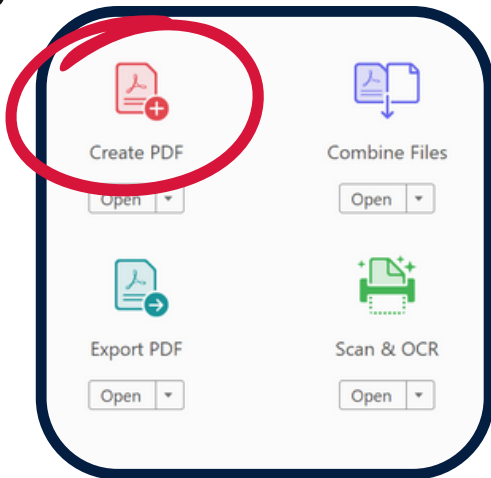 Create PDF
Combine Files
Open
Open
Export PDF
Scan & OCR
Open
Open